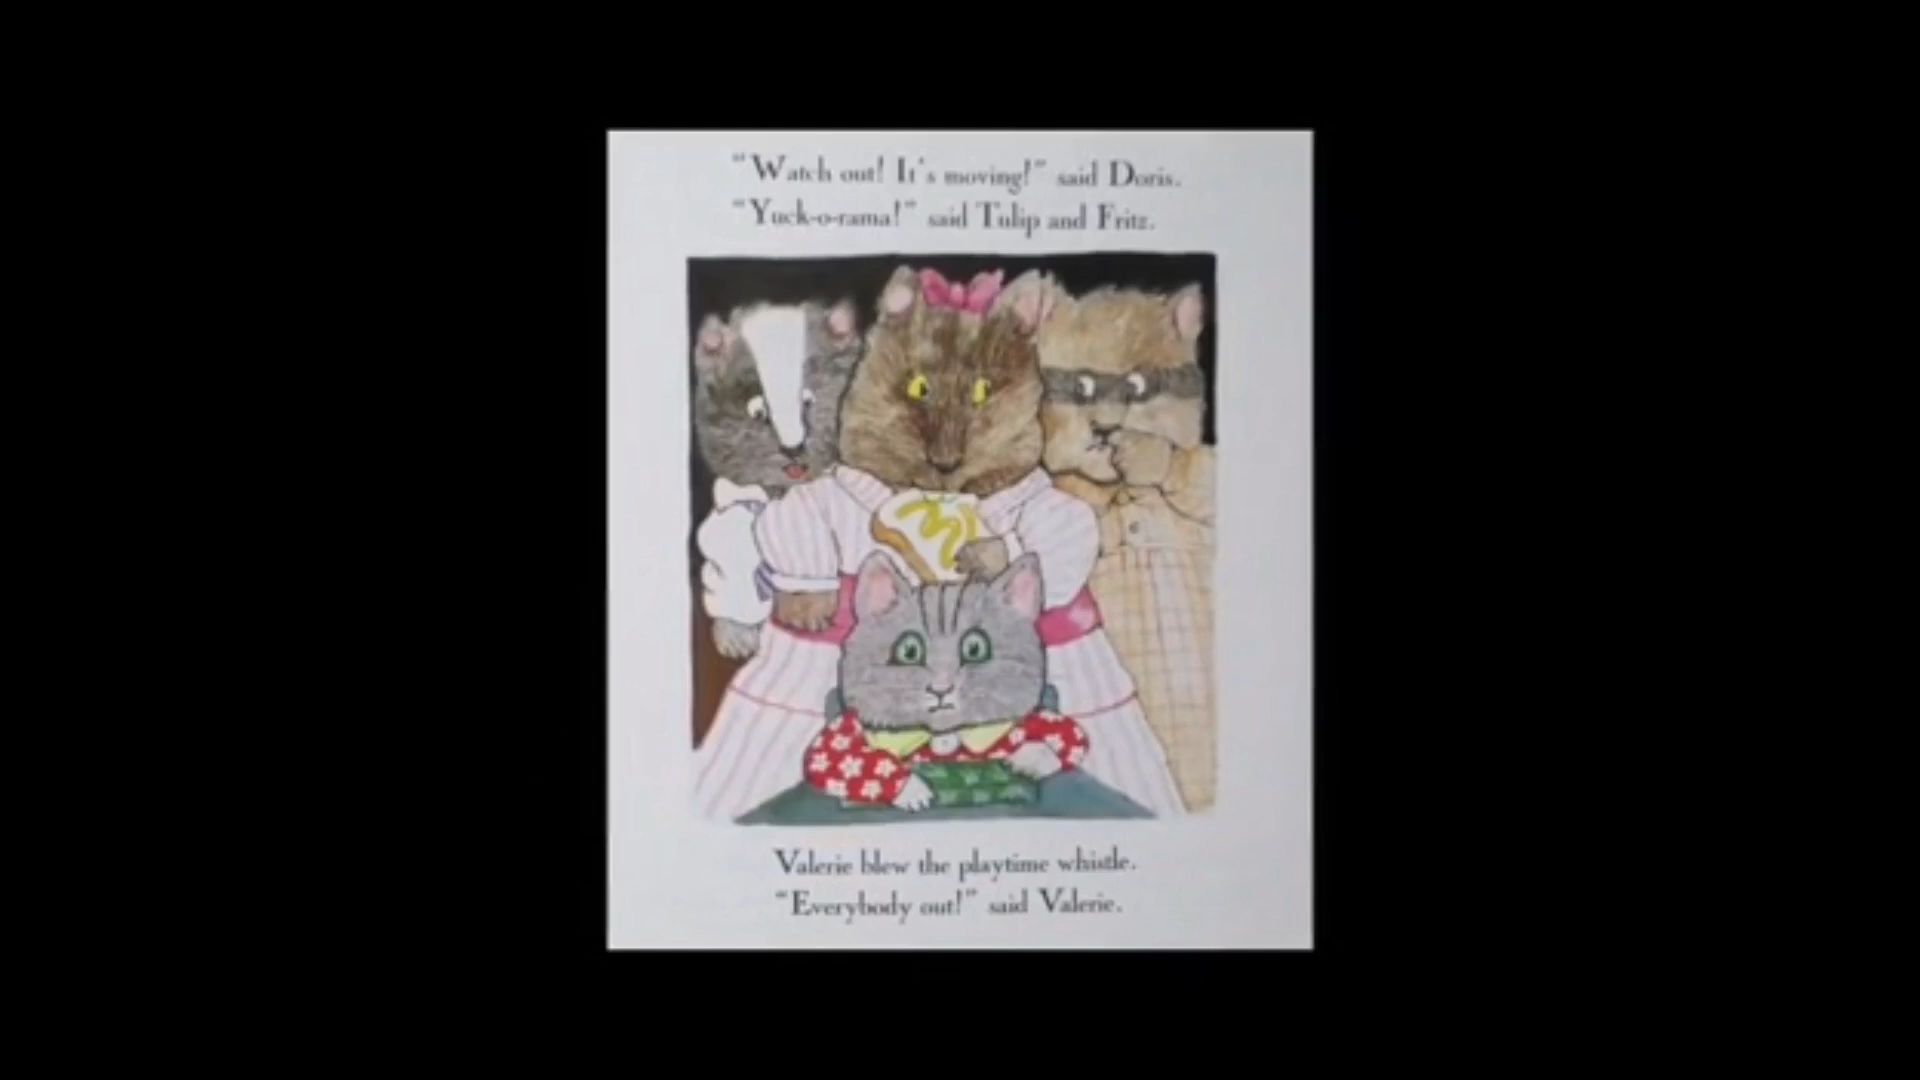 “Watch out! It's moving!” said Doris.
“Yuck-o-rama!” said Tulip and Fritz.
Valerie blew the playtime whistle.
“Everybody out!” said Valerie.